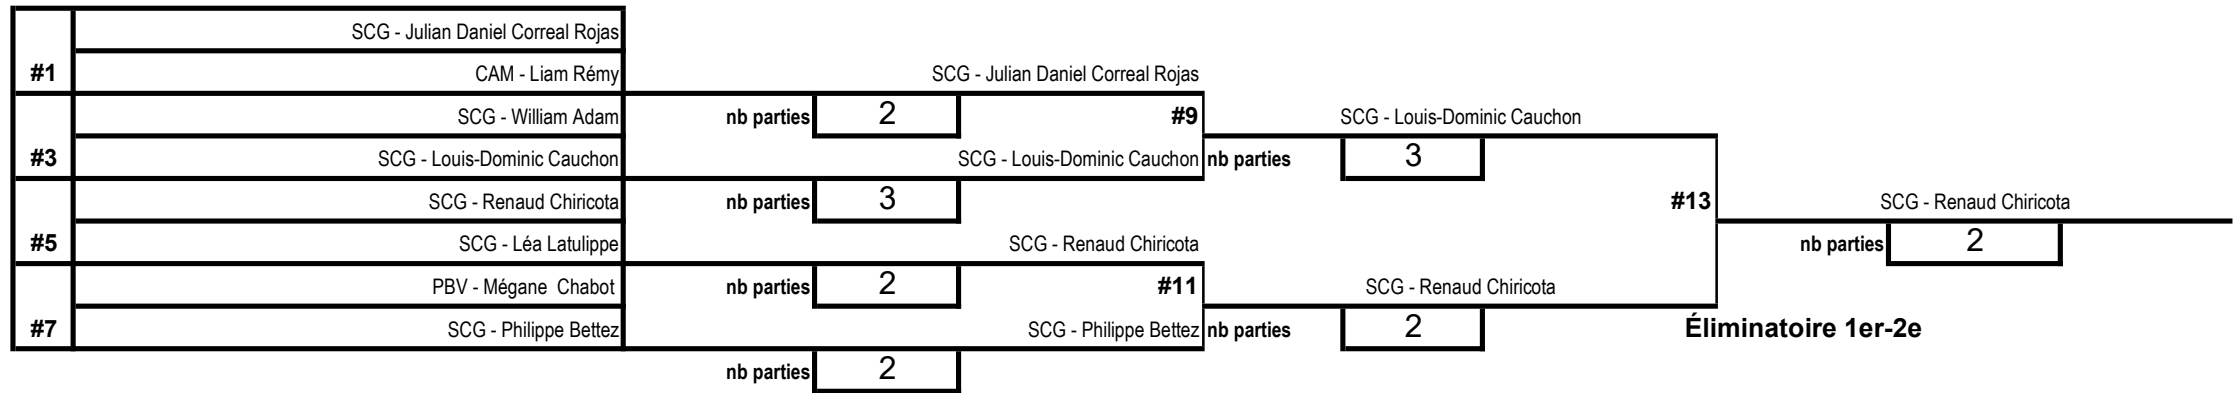 SCG - Julian Daniel Correal Rojas
#1 CAM - Liam Rémy SCG - Julian Daniel Correal Rojas
SCG - William Adam nb parties 2 #9 SCG - Louis-Dominic Cauchon
#3 SCG - Louis-Dominic Cauchon SCG - Louis-Dominic Cauchon nb parties 3
SCG - Renaud Chiricota nb parties 3 #13 SCG - Renaud Chiricota
#5 SCG - Léa Latulippe SCG - Renaud Chiricota nb parties 2
PBV - Mégane Chabot nb parties 2 #11 SCG - Renaud Chiricota
#7 SCG - Philippe Bettez SCG - Philippe Bettez nb parties 2 Éliminatoire 1er-2e
nb parties 2